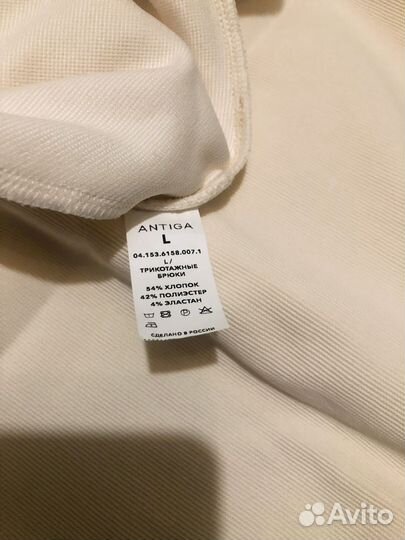 ANTIGA
L
04.153.6158.007.1
L/
ТРИКОТАЖНЫЕ
БРЮКИ
54% ХЛОПОК
42% ПОЛИЭСТЕР
4% ЭЛАСТАН
СДЕЛАНО В РОССИИ
Avito